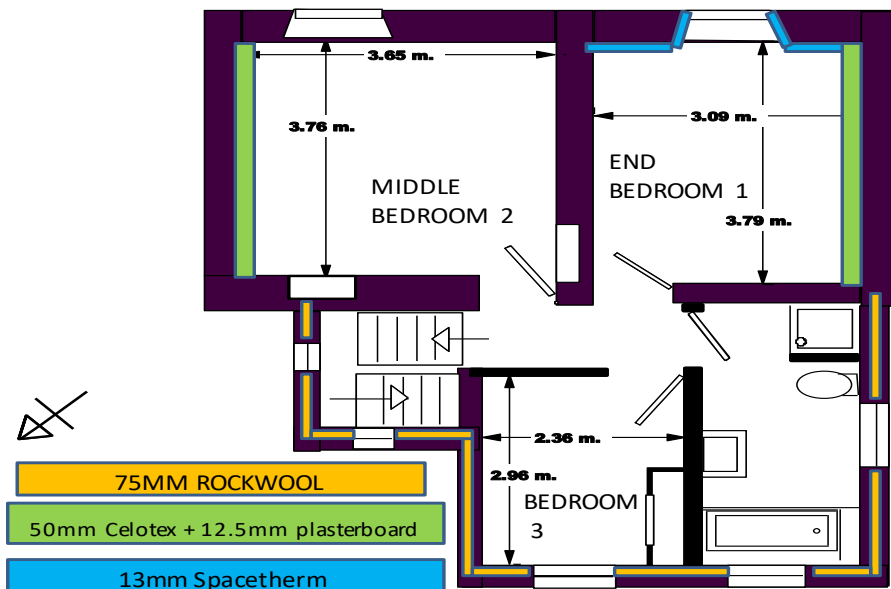 3.65 m.
3.76 m.
MIDDLE
BEDROOM 2
3.09 m.
END
BEDROOM 1
3.79 m.
2.36 m.
2.96 m.
BEDROOM
3
75MM ROCKWOOL
50mm Celotex + 12.5mm plasterboard
13mm Spacetherm